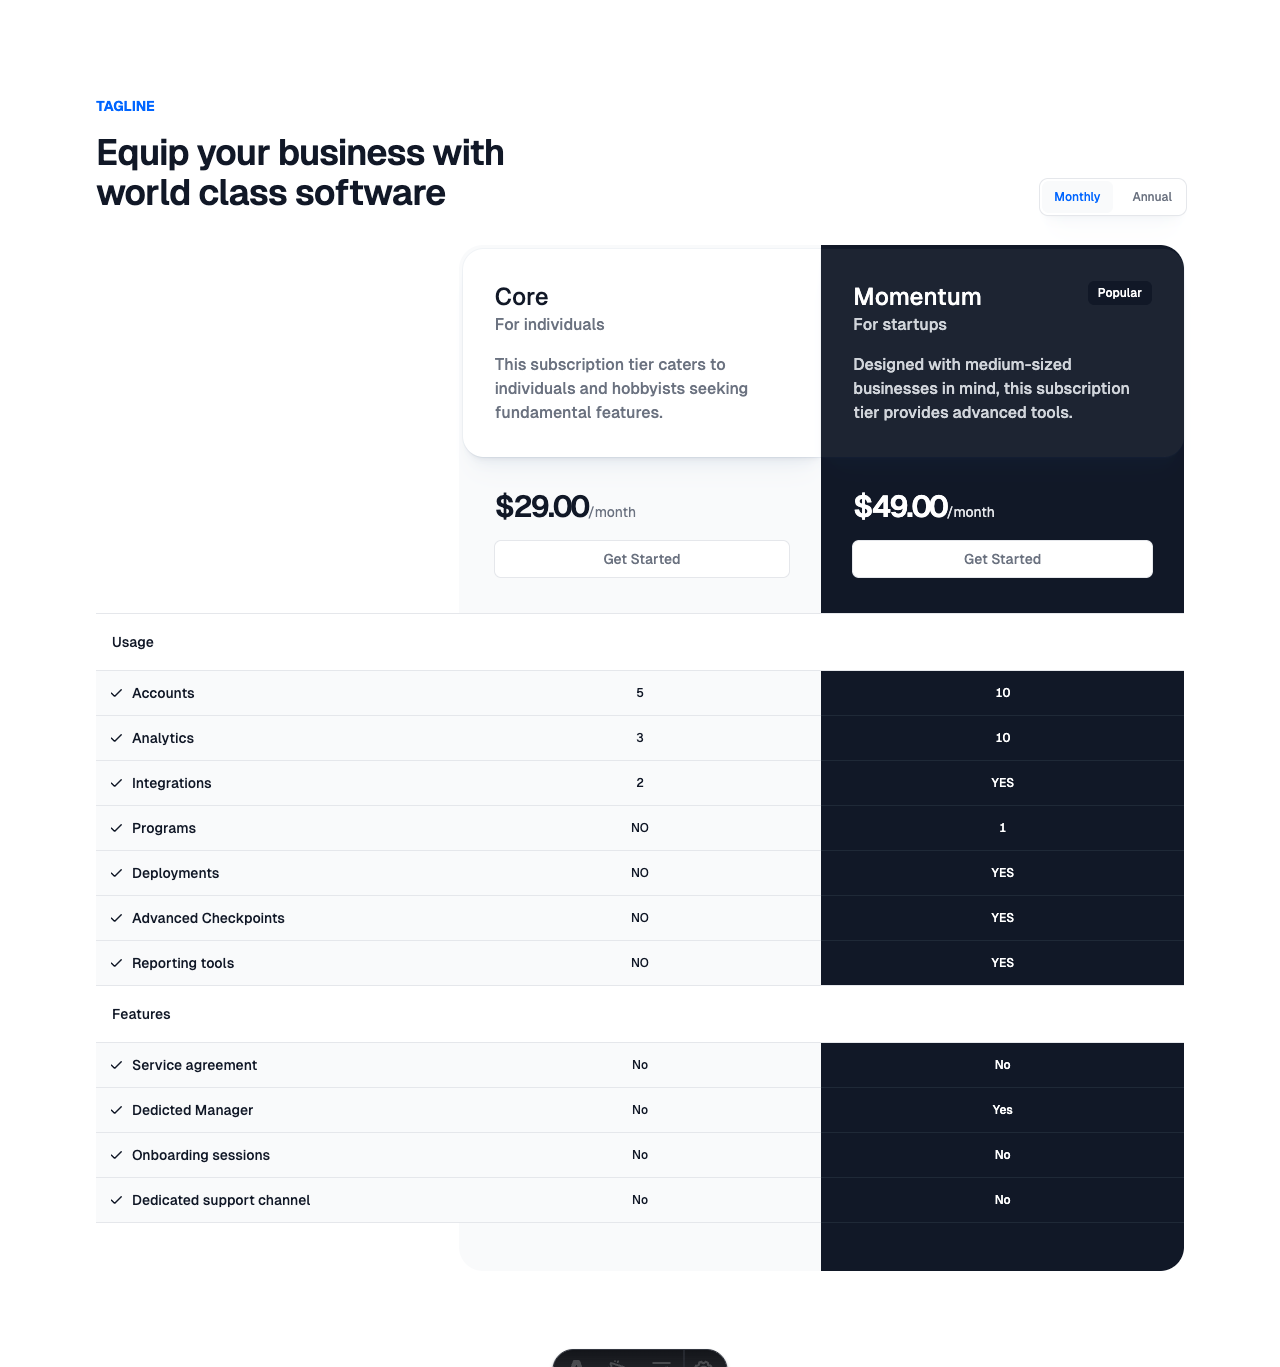 TAGLINE
Equip your business with
world class software
Monthly Annual
Core
For individuals
This subscription tier caters to
individuals and hobbyists seeking
fundamental features.
Momentum
Popular
For startups
Designed with medium-sized
businesses in mind, this subscription
tier provides advanced tools.
$29.00/month
Get Started
$49.00/month
Get Started
Usage
Accounts 5 10
Analytics 3 10
Integrations 2 YES
Programs NO 1
Deployments NO YES
Advanced Checkpoints NO YES
Reporting tools NO YES
Features
Service agreement No No
Dedicted Manager No Yes
Onboarding sessions No No
Dedicated support channel No No